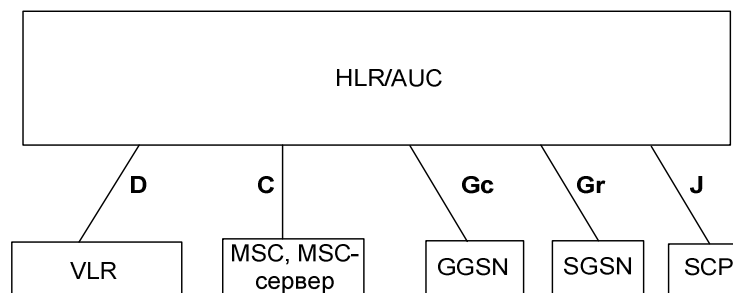 HLR/AUC
D
C
Gc
Gr
J
VLR
MSC, MSC-
сервер
GGSN
SGSN
SCP